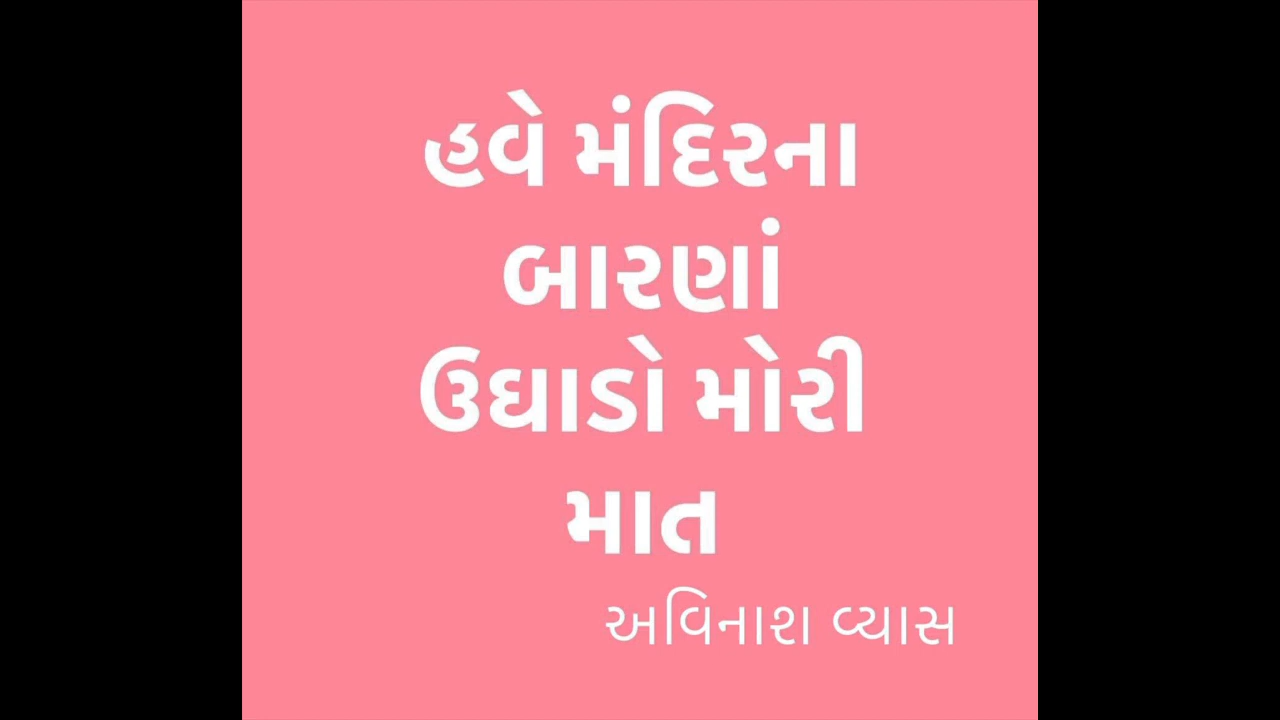 હવે મંદિરના
બારણાં
ઉઘાડો મોરી
માત
અવિનાશ વ્યાસ